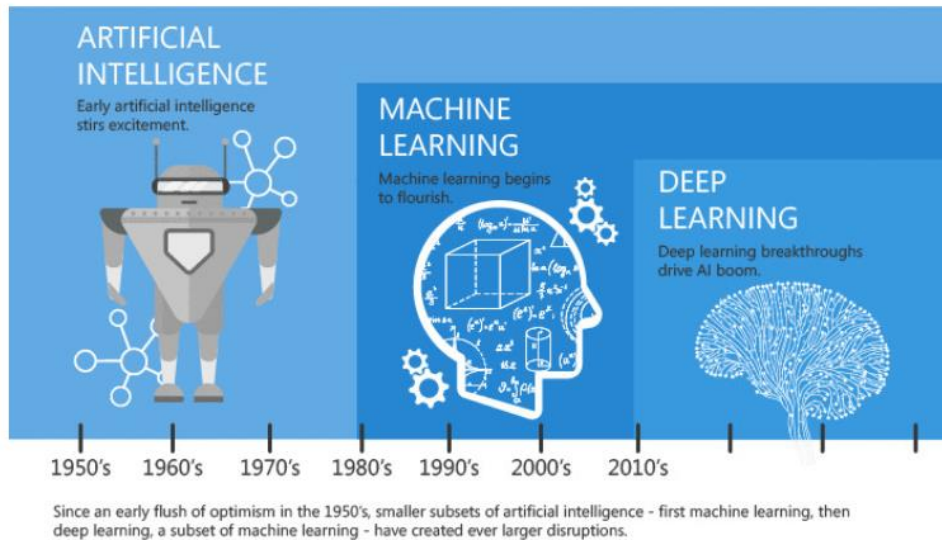 ARTIFICIAL
INTELLIGENCE
Early artificial intelligence
stirs excitement.
MACHINE
LEARNING
Machine learning begins
to flourish.
DEEP
LEARNING
Deep learning breakthroughs
drive AI boom.
1950's 1960's 1970's 1980's 1990's 2000's 2010's
Since an early flush of optimism in the 1950's, smaller subsets of artificial intelligence - first machine learning, then
deep learning, a subset of machine learning - have created ever larger disruptions.